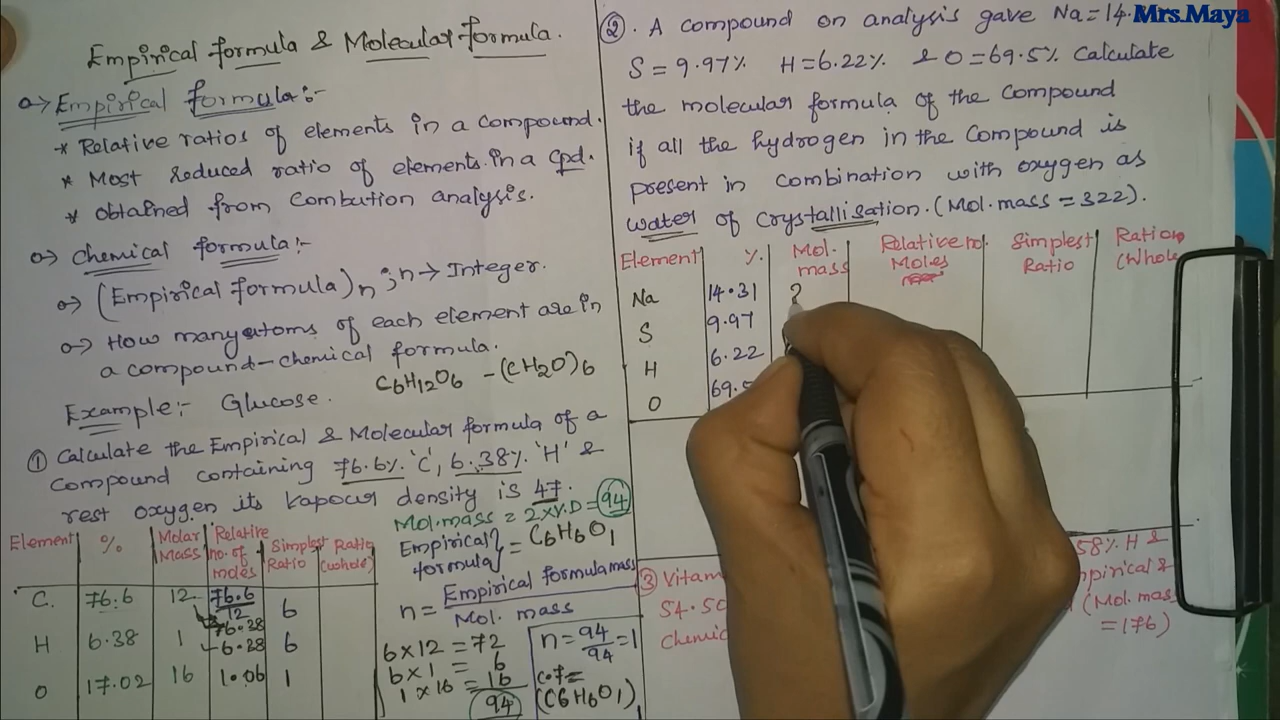 Empirical formula & Molecular formula.
Empirical formula:-
* Relative ratios of elements in a compound.
* Most reduced ratio of elements in a cpd.
* obtained from Combution analysis.
Chemical formula:-
(Empirical formula)n ; n → Integer.
How many atoms of each element are in
a compound - chemical formula.
C6H12O6 - (CH2O)6
Example:- Glucose.
① Calculate the Empirical & Molecular formula of a
Compound containing 76.6% 'C', 6.38% 'H' &
rest oxygen its vapour density is 47.
Mol. mass = 2 x V.D = 94
Element % Molar Mass Relative no. of moles Simplest Ratio Ratio (whole)
C. 76.6 12 76.6/12 6
H 6.38 1 6.38 6
O 17.02 16 1.06 1
Empirical formula = C6H6O1
n = Empirical formula mass / Mol. mass
6 x 12 = 72
6 x 1 = 6
1 x 16 = 16
94
n = 94/94 = 1
(C6H6O1)
② . A compound on analysis gave Na = 14.
Mrs.Maya
S = 9.97% H = 6.22% & O = 69.5% Calculate
the molecular formula of the compound
if all the hydrogen in the compound is
present in combination with oxygen as
water of crystallisation. (Mol. mass = 322).
Element %. Mol. mass Relative no. Moles Simplest Ratio Ration (Whole
Na 14.31 2
S 9.97
H 6.22
O 69.5
③ Vitam
54.50
chemic
58% H &
pirical &
(Mol. mas
= 176)